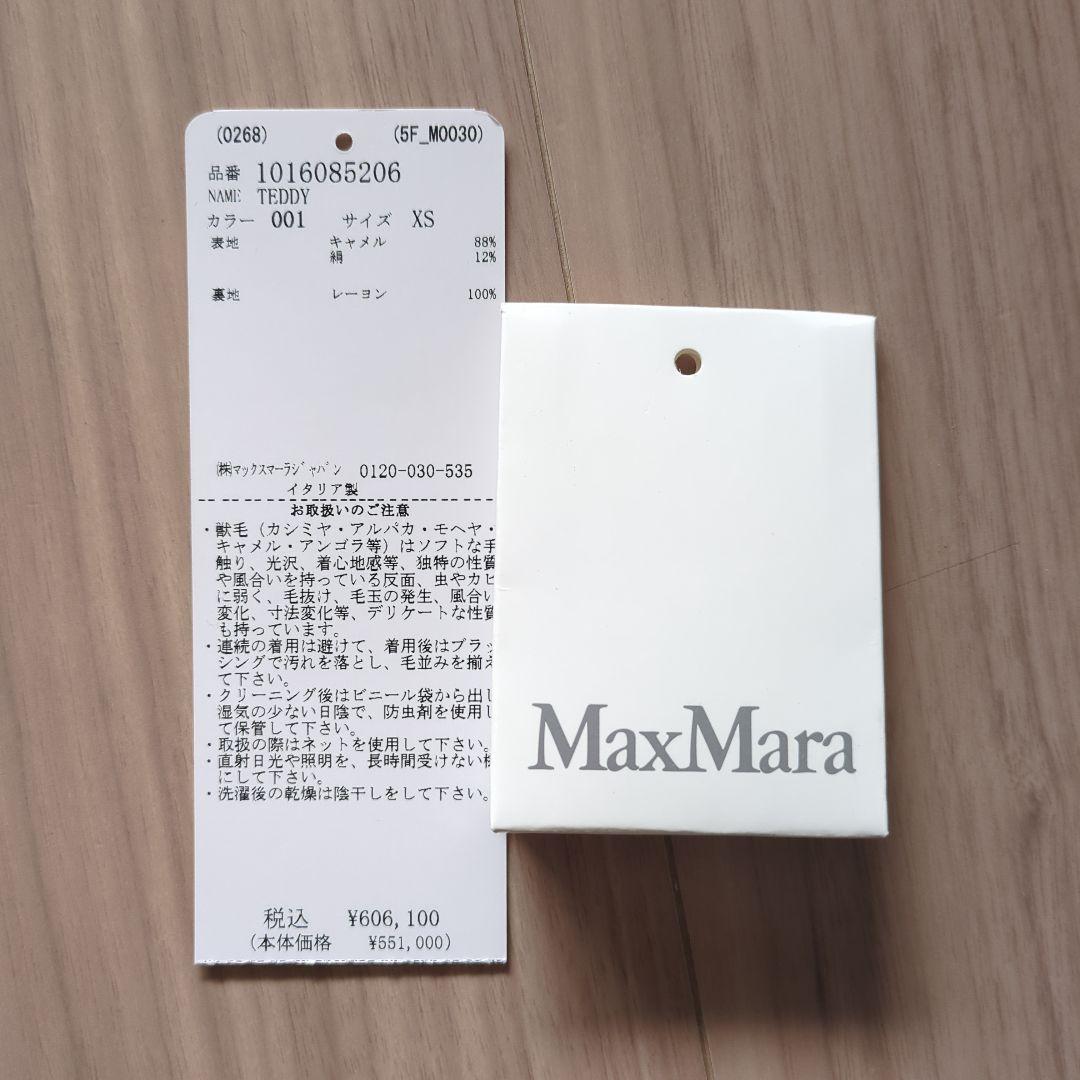 (0268) (5F_M0030)
品番 1016085206
NAME TEDDY
カラー 001 サイズ XS
表地 キャメル 88%
絹 12%
裏地 レーヨン 100%
㈱マックスマーラジャパン 0120-030-535
イタリア製
お取扱いのご注意
・獣毛（カシミヤ・アルパカ・モヘヤ・
キャメル・アンゴラ等）はソフトな手
触り、光沢、着心地感等、独特の性質
や風合いを持っている反面、虫やカビ
に弱く、毛抜け、毛玉の発生、風合い
変化、寸法変化等、デリケートな性質
も持っています。
・連続の着用は避けて、着用後はブラッ
シングで汚れを落とし、毛並みを揃え
て下さい。
・クリーニング後はビニール袋から出し
湿気の少ない日陰で、防虫剤を使用し
て保管して下さい。
・取扱の際はネットを使用して下さい。
・直射日光や照明を、長時間受けない様
にして下さい。
・洗濯後の乾燥は陰干しをして下さい。
税込 ¥606,100
(本体価格 ¥551,000)
MaxMara